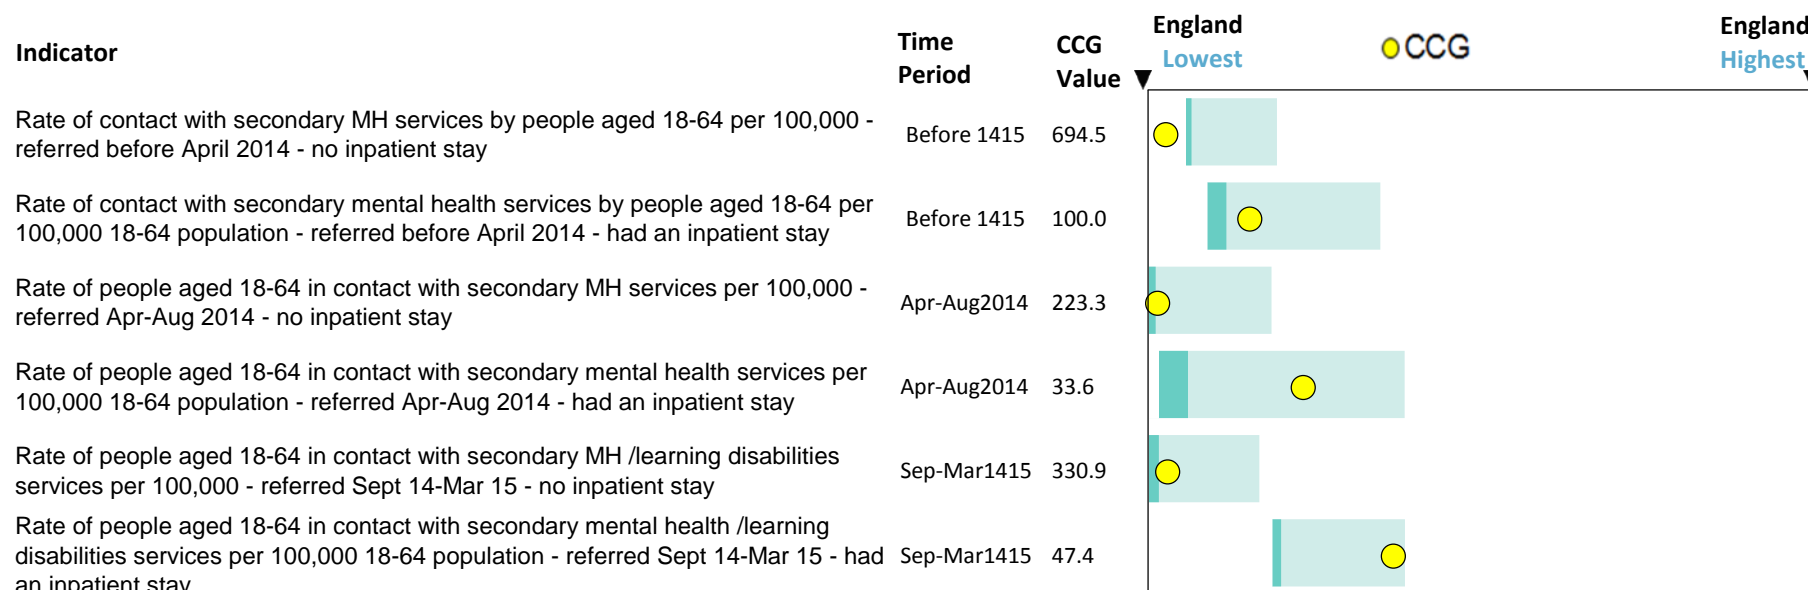 Indicator
Time Period
CCG Value
England Lowest
CCG
England Highest
Rate of contact with secondary MH services by people aged 18-64 per 100,000 -
referred before April 2014 - no inpatient stay
Before 1415 694.5
Rate of contact with secondary mental health services by people aged 18-64 per
100,000 18-64 population - referred before April 2014 - had an inpatient stay
Before 1415 100.0
Rate of people aged 18-64 in contact with secondary MH services per 100,000 -
referred Apr-Aug 2014 - no inpatient stay
Apr-Aug2014 223.3
Rate of people aged 18-64 in contact with secondary mental health services per
100,000 18-64 population - referred Apr-Aug 2014 - had an inpatient stay
Apr-Aug2014 33.6
Rate of people aged 18-64 in contact with secondary MH /learning disabilities
services per 100,000 - referred Sept 14-Mar 15 - no inpatient stay
Sep-Mar1415 330.9
Rate of people aged 18-64 in contact with secondary mental health /learning
disabilities services per 100,000 18-64 population - referred Sept 14-Mar 15 - had
an inpatient stay
Sep-Mar1415 47.4